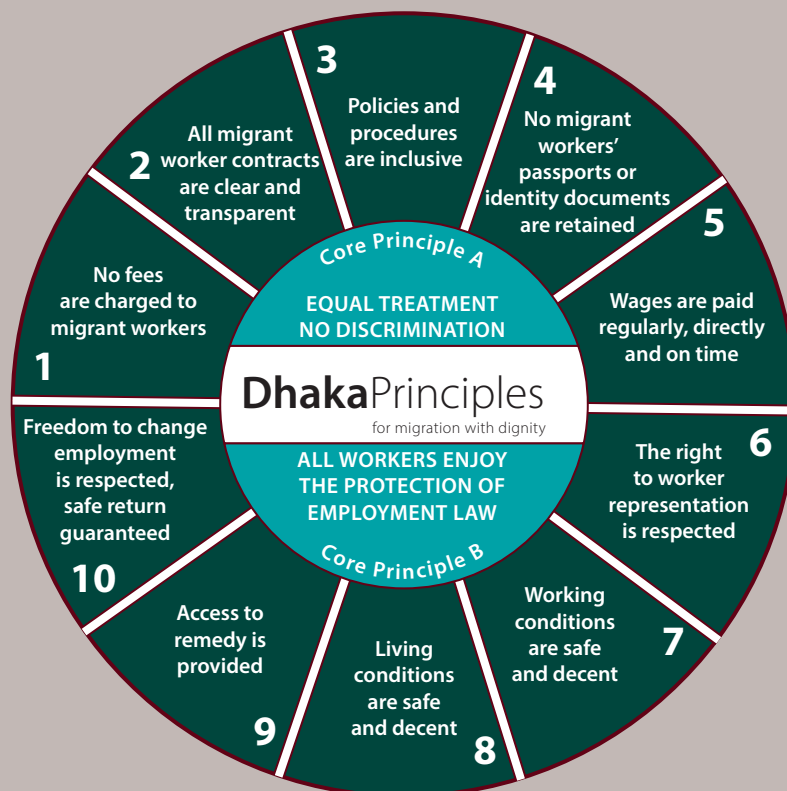 1
No fees
are charged to
migrant workers
2
All migrant
worker contracts
are clear and
transparent
3
Policies and
procedures
are inclusive
4
No migrant
workers’
passports or
identity documents
are retained
5
Wages are paid
regularly, directly
and on time
6
The right
to worker
representation
is respected
7
Working
conditions
are safe
and decent
8
Living
conditions
are safe
and decent
9
Access to
remedy is
provided
10
Freedom to change
employment
is respected,
safe return
guaranteed
Core Principle A
EQUAL TREATMENT
NO DISCRIMINATION
DhakaPrinciples
for migration with dignity
ALL WORKERS ENJOY
THE PROTECTION OF
EMPLOYMENT LAW
Core Principle B